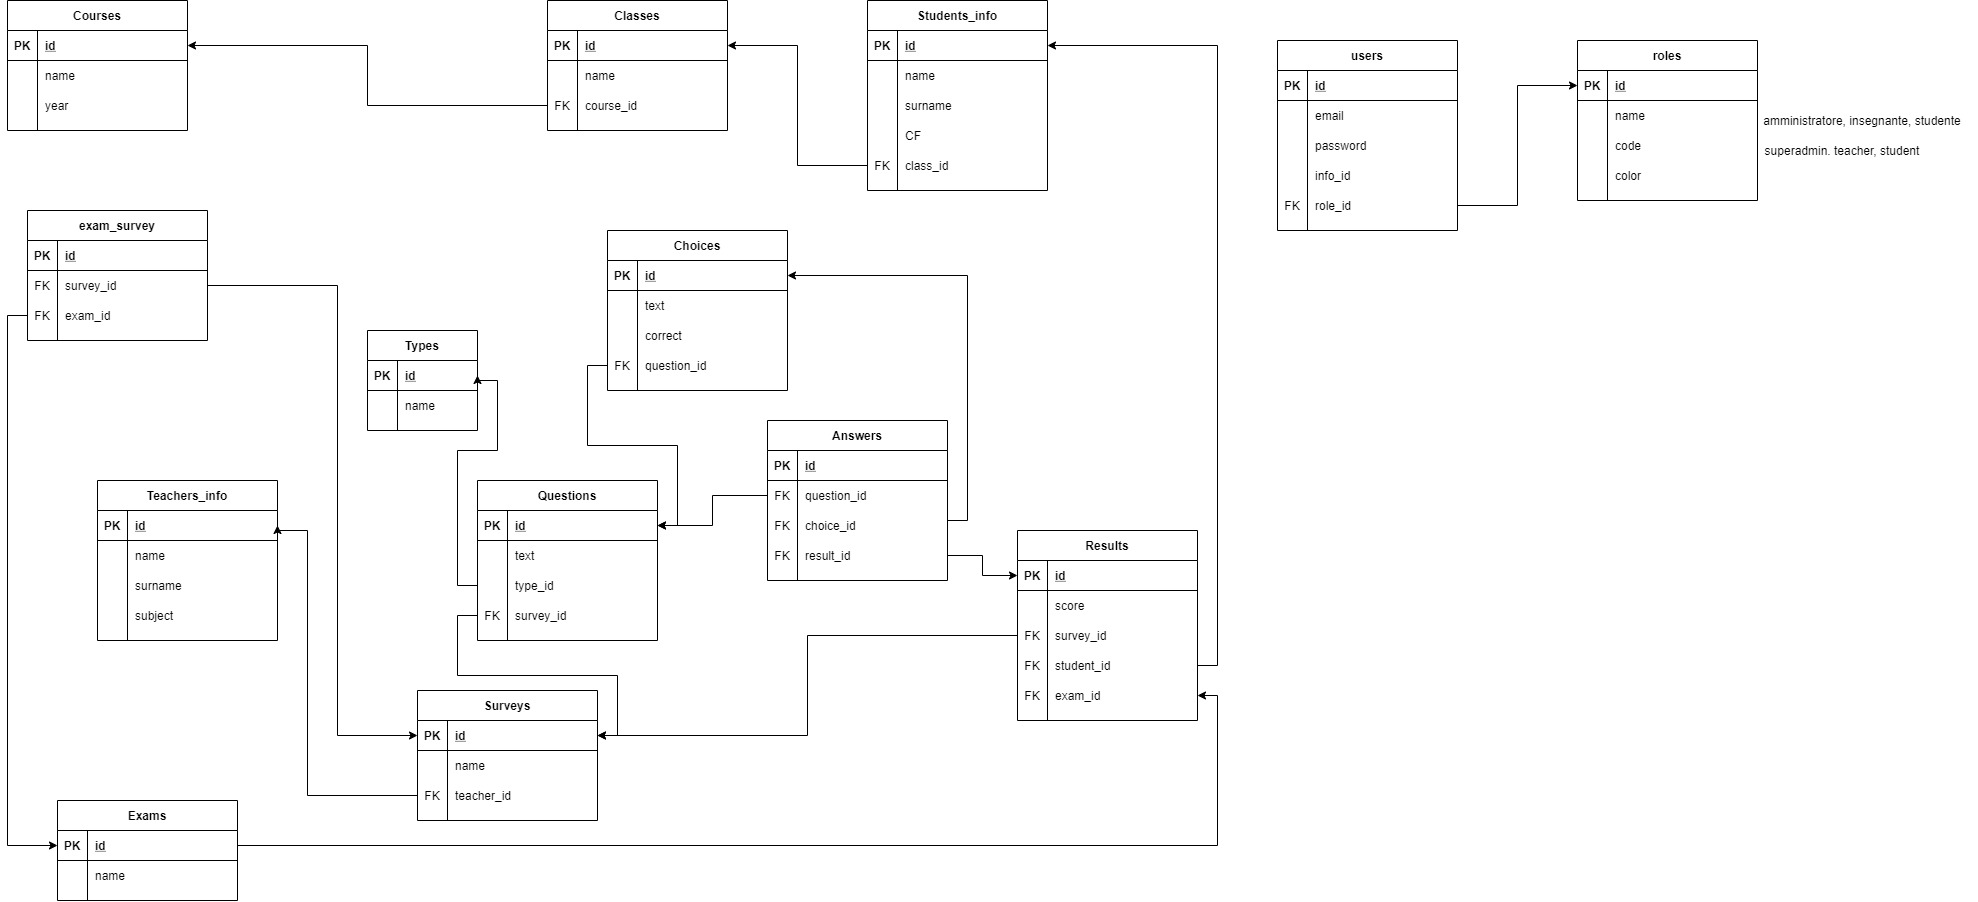 Courses
PK id
name
year
Classes
PK id
name
FK course_id
Students_info
PK id
name
surname
CF
FK class_id
users
PK id
email
password
info_id
FK role_id
roles
PK id
name
code
color
amministratore, insegnante, studente
superadmin. teacher, student
exam_survey
PK id
FK survey_id
FK exam_id
Choices
PK id
text
correct
FK question_id
Types
PK id
name
Answers
PK id
FK question_id
FK choice_id
FK result_id
Teachers_info
PK id
name
surname
subject
Questions
PK id
text
type_id
FK survey_id
Results
PK id
score
FK survey_id
FK student_id
FK exam_id
Surveys
PK id
name
FK teacher_id
Exams
PK id
name